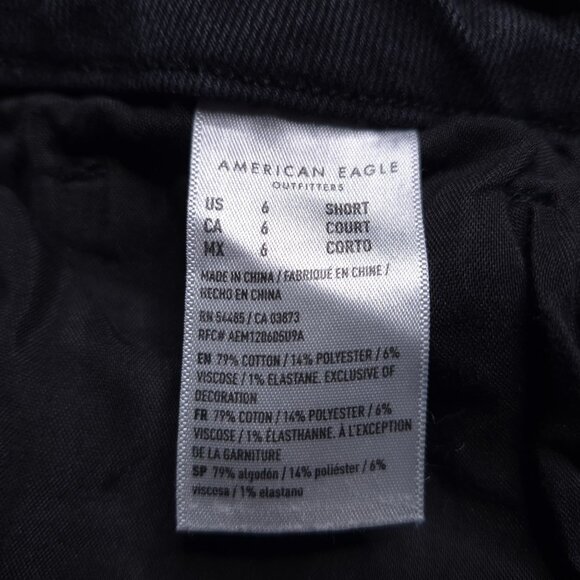 AMERICAN EAGLE
OUTFITTERS
US 6 SHORT
CA 6 COURT
MX 6 CORTO
MADE IN CHINA / FABRIQUÉ EN CHINE /
HECHO EN CHINA
RN 54485 / CA 03873
RFC# AEM120605U9A
EN 79% COTTON / 14% POLYESTER / 6%
VISCOSE / 1% ELASTANE. EXCLUSIVE OF
DECORATION
FR 79% COTON / 14% POLYESTER / 6%
VISCOSE / 1% ÉLASTHANNE. À L'EXCEPTION
DE LA GARNITURE
SP 79% algodón / 14% poliéster / 6%
viscosa / 1% elastano